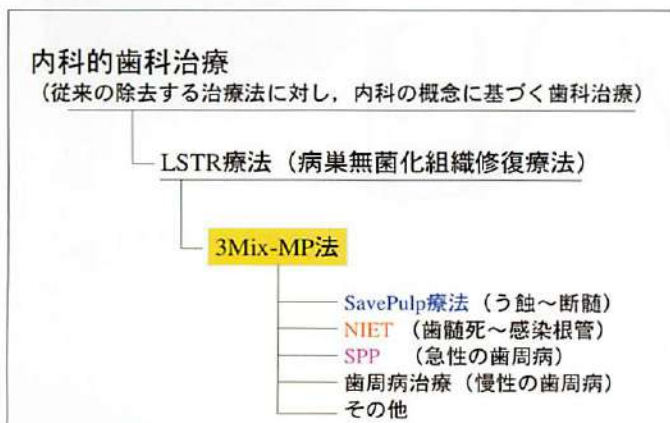 内科的歯科治療
（従来の除去する治療法に対し，内科の概念に基づく歯科治療）
LSTR療法（病巣無菌化組織修復療法）
3Mix-MP法
SavePulp療法（う蝕～断髄）
NIET（歯髄死～感染根管）
SPP（急性の歯周病）
歯周病治療（慢性の歯周病）
その他